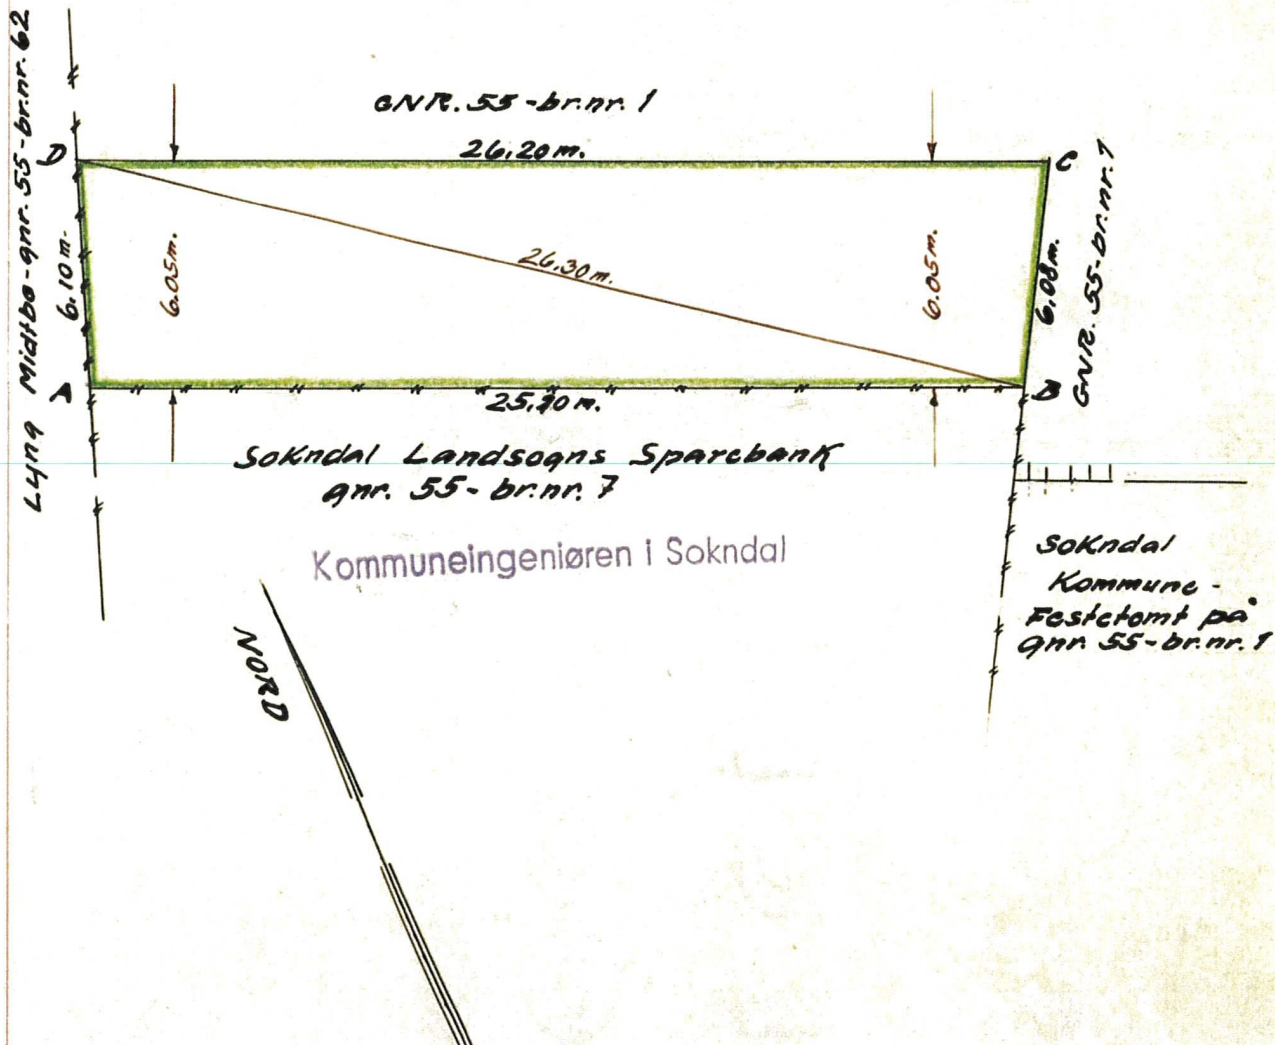 Lyng Midtbø - gnr. 55 - br.nr. 62
GNR. 55 - br.nr. 1
26,20 m.
D
C
GNR. 55 - br.nr. 1
6,10 m.
6.05 m.
26,30 m.
6.05 m.
6,08 m.
A
B
Sokndal Landsogns Sparebank
gnr. 55 - br.nr. 7
Kommuneingeniøren i Sokndal
Sokndal
Kommune -
Festetomt på
gnr. 55 - br.nr. 1
NORD